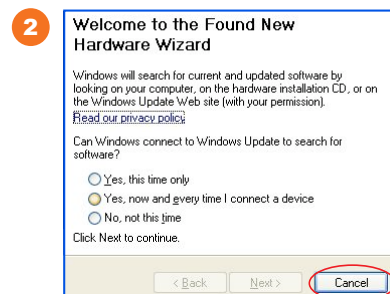 2
Welcome to the Found New
Hardware Wizard
Windows will search for current and updated software by
looking on your computer, on the hardware installation CD, or on
the Windows Update Web site (with your permission).
Read our privacy policy
Can Windows connect to Windows Update to search for
software?
Yes, this time only
Yes, now and every time I connect a device
No, not this time
Click Next to continue.
< Back
Next >
Cancel